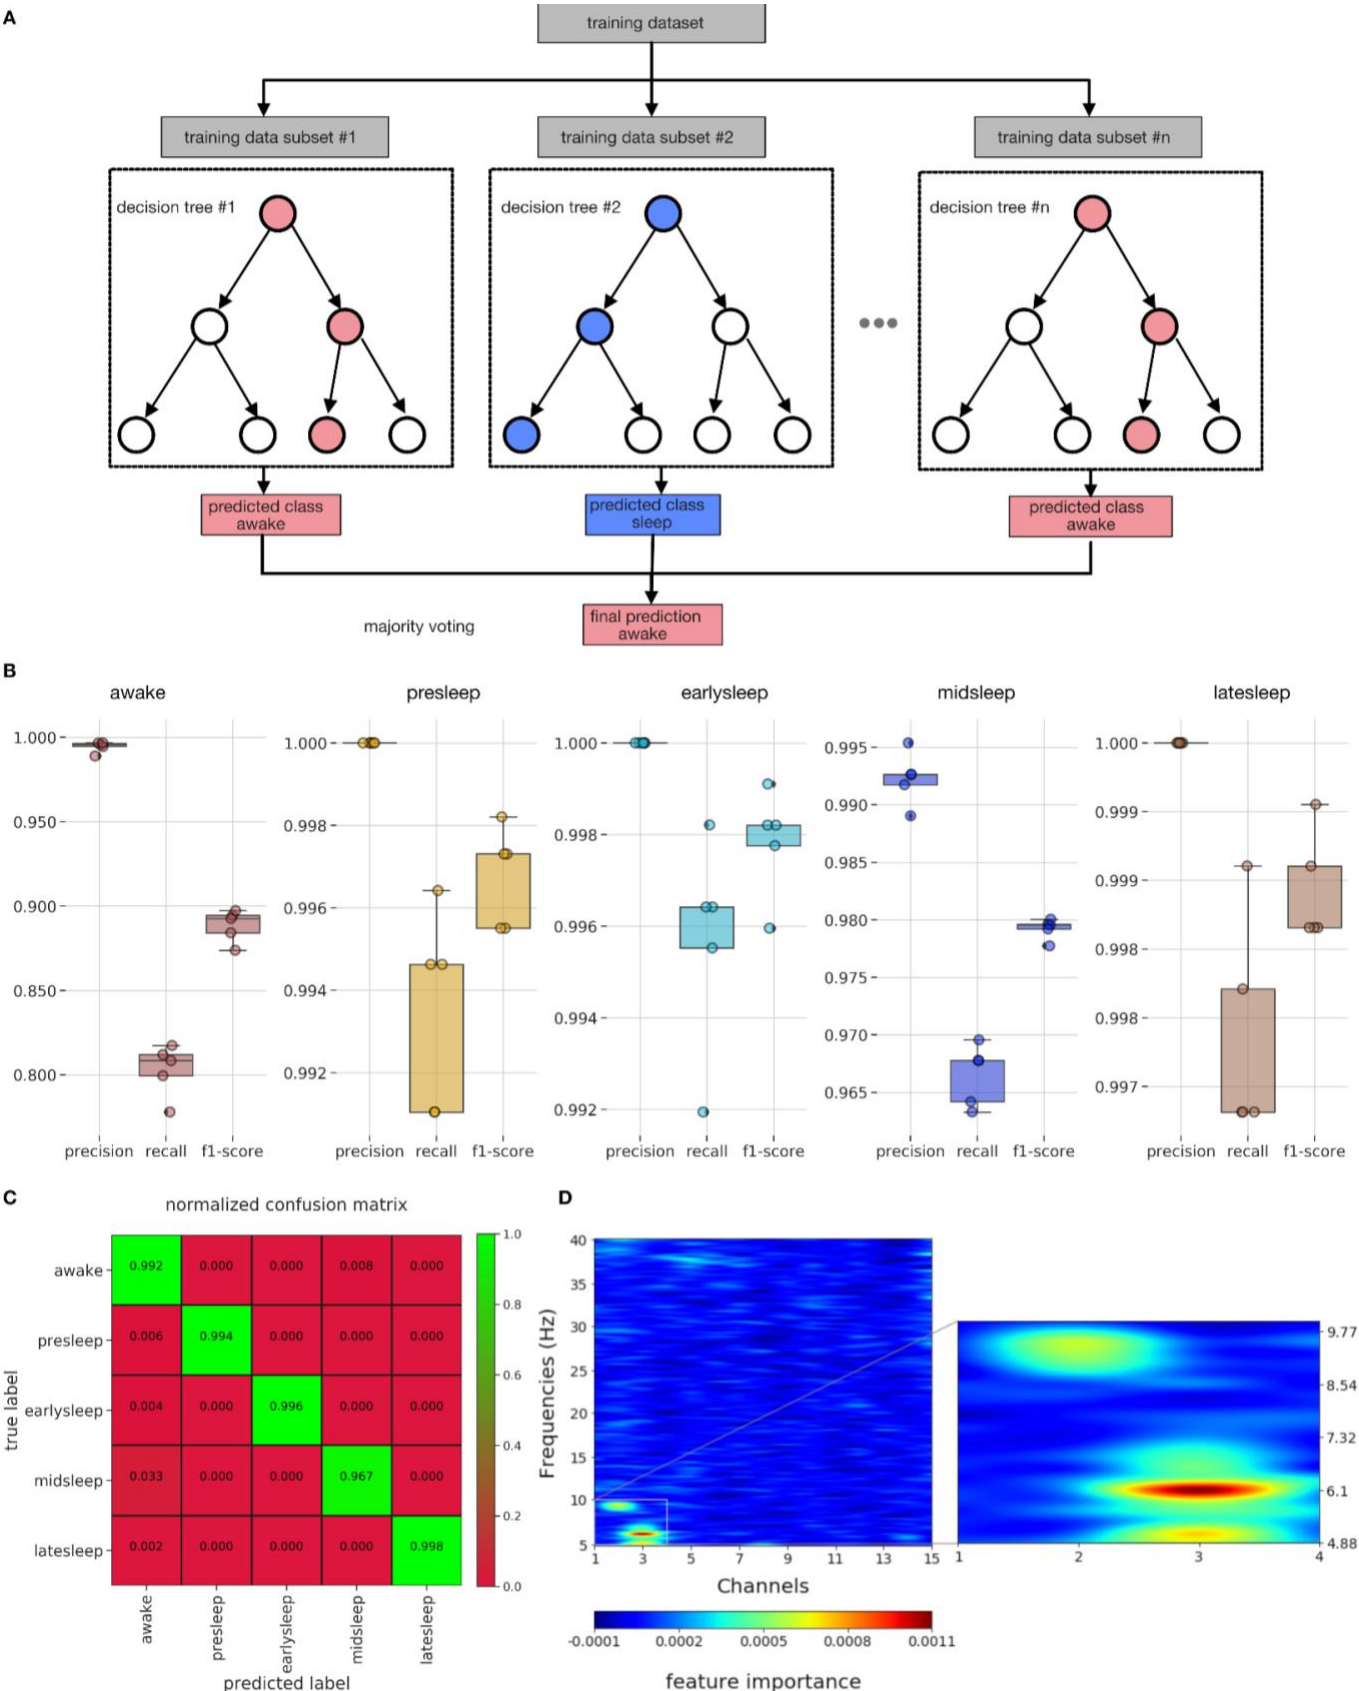 A
training dataset
training data subset #1
training data subset #2
training data subset #n
decision tree #1
decision tree #2
decision tree #n
predicted class
awake
predicted class
sleep
predicted class
awake
majority voting
final prediction
awake
B
awake
presleep
earlysleep
midsleep
latesleep
1.000
0.950
0.900
0.850
0.800
precision recall f1-score
1.000
0.998
0.996
0.994
0.992
precision recall f1-score
1.000
0.998
0.996
0.994
0.992
precision recall f1-score
0.995
0.990
0.985
0.980
0.975
0.970
0.965
precision recall f1-score
1.000
0.999
0.999
0.998
0.998
0.997
precision recall f1-score
C
normalized confusion matrix
true label
awake 0.992 0.000 0.000 0.008 0.000
presleep 0.006 0.994 0.000 0.000 0.000
earlysleep 0.004 0.000 0.996 0.000 0.000
midsleep 0.033 0.000 0.000 0.967 0.000
latesleep 0.002 0.000 0.000 0.000 0.998
awake presleep earlysleep midsleep latesleep
predicted label
1.0
0.8
0.6
0.4
0.2
0.0
D
Frequencies (Hz)
40
35
30
25
20
15
10
5
1 3 5 7 9 11 13 15
Channels
9.77
8.54
7.32
6.1
4.88
1 2 3 4
-0.0001 0.0002 0.0005 0.0008 0.0011
feature importance